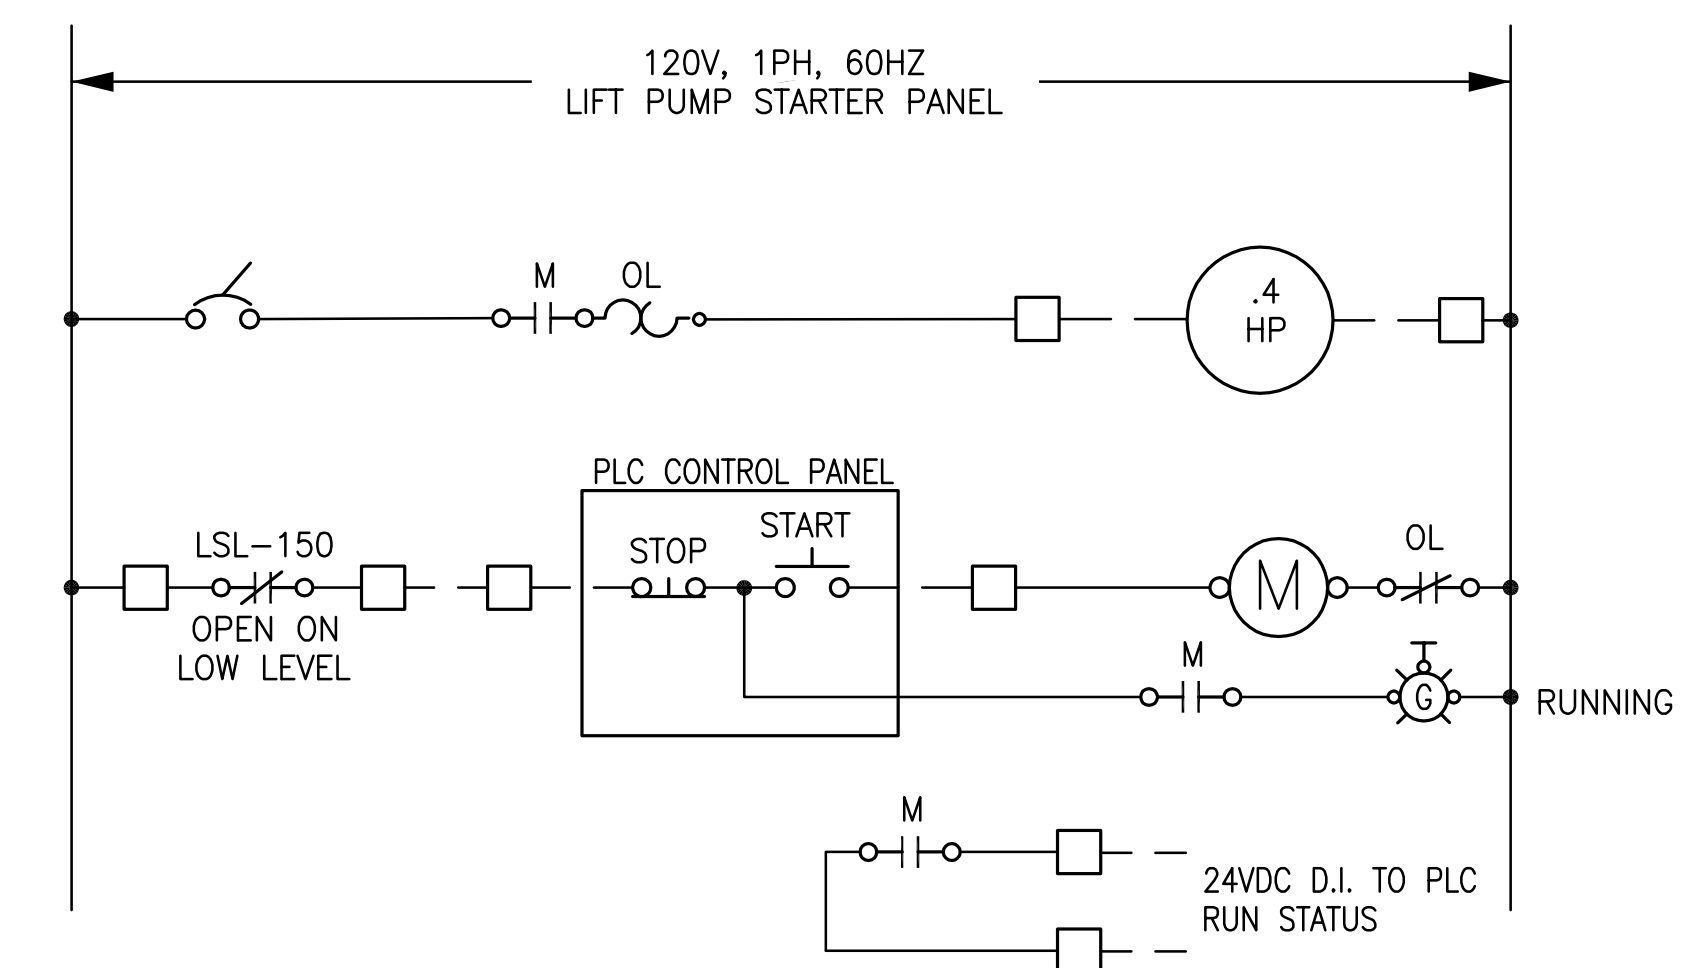 120V, 1PH, 60HZ
LIFT PUMP STARTER PANEL
M
OL
.4
HP
PLC CONTROL PANEL
START
STOP
LSL-150
OPEN ON
LOW LEVEL
M
OL
M
G
RUNNING
M
24VDC D.I. TO PLC
RUN STATUS